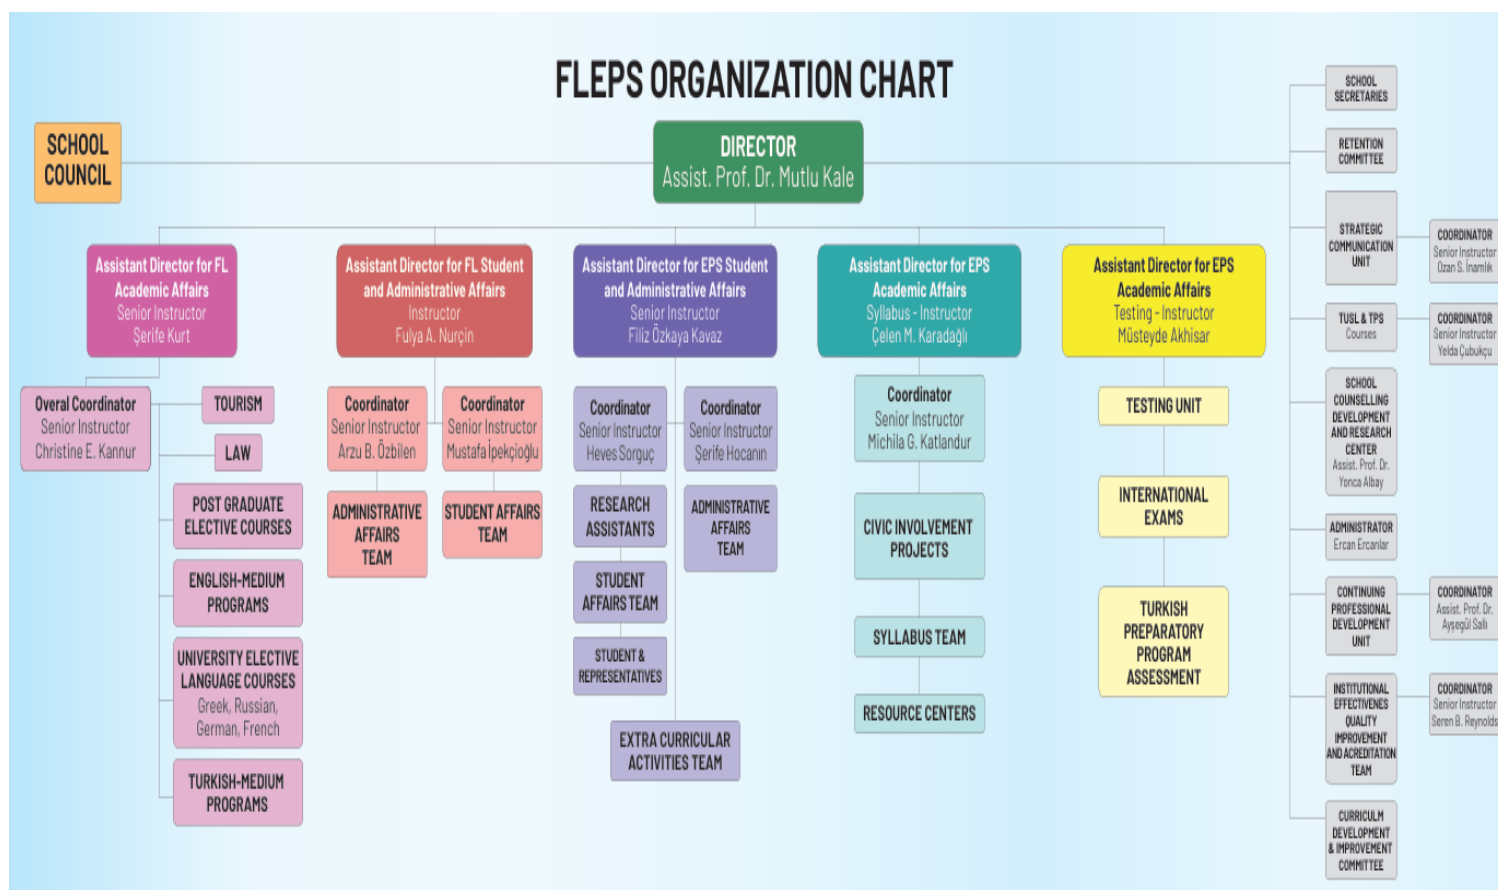 FLEPS ORGANIZATION CHART
SCHOOL
COUNCIL
DIRECTOR
Assist. Prof. Dr. Mutlu Kale
Assistant Director for FL
Academic Affairs
Senior Instructor
Şerife Kurt
Overal Coordinator
Senior Instructor
Christine E. Kannur
TOURISM
LAW
POST GRADUATE
ELECTIVE COURSES
ENGLISH-MEDIUM
PROGRAMS
UNIVERSITY ELECTIVE
LANGUAGE COURSES
Greek, Russian,
German, French
TURKISH-MEDIUM
PROGRAMS
Assistant Director for FL Student
and Administrative Affairs
Instructor
Fulya A. Nurçin
Coordinator
Senior Instructor
Arzu B. Özbilen
ADMINISTRATIVE
AFFAIRS
TEAM
Coordinator
Senior Instructor
Mustafa İpekçioğlu
STUDENT AFFAIRS
TEAM
Assistant Director for EPS Student
and Administrative Affairs
Senior Instructor
Filiz Özkaya Kavaz
Coordinator
Senior Instructor
Heves Sorguç
RESEARCH
ASSISTANTS
STUDENT
AFFAIRS TEAM
STUDENT &
REPRESENTATIVES
Coordinator
Senior Instructor
Şerife Hocanın
ADMINISTRATIVE
AFFAIRS
TEAM
EXTRA CURRICULAR
ACTIVITIES TEAM
Assistant Director for EPS
Academic Affairs
Syllabus - Instructor
Çelen M. Karadağlı
Coordinator
Senior Instructor
Michila G. Katlandur
CIVIC INVOLVEMENT
PROJECTS
SYLLABUS TEAM
RESOURCE CENTERS
Assistant Director for EPS
Academic Affairs
Testing - Instructor
Müsteyde Akhisar
TESTING UNIT
INTERNATIONAL
EXAMS
TURKISH
PREPARATORY
PROGRAM
ASSESSMENT
SCHOOL
SECRETARIES
RETENTION
COMMITTEE
STRATEGIC
COMMUNICATION
UNIT
COORDINATOR
Senior Instructor
Ozan S. İnamlık
TUSL & TPS
Courses
COORDINATOR
Senior Instructor
Yelda Çubukçu
SCHOOL
COUNSELLING
DEVELOPMENT
AND RESEARCH
CENTER
Assist. Prof. Dr.
Yonca Albay
ADMINISTRATOR
Ercan Ercanlar
CONTINUING
PROFESSIONAL
DEVELOPMENT
UNIT
COORDINATOR
Assist. Prof. Dr.
Ayşegül Sallı
INSTITUTIONAL
EFFECTIVENES
QUALITY
IMPROVEMENT
AND ACREDITATION
TEAM
COORDINATOR
Senior Instructor
Seren B. Reynolds
CURRICULM
DEVELOPMENT
& IMPROVEMENT
COMMITTEE